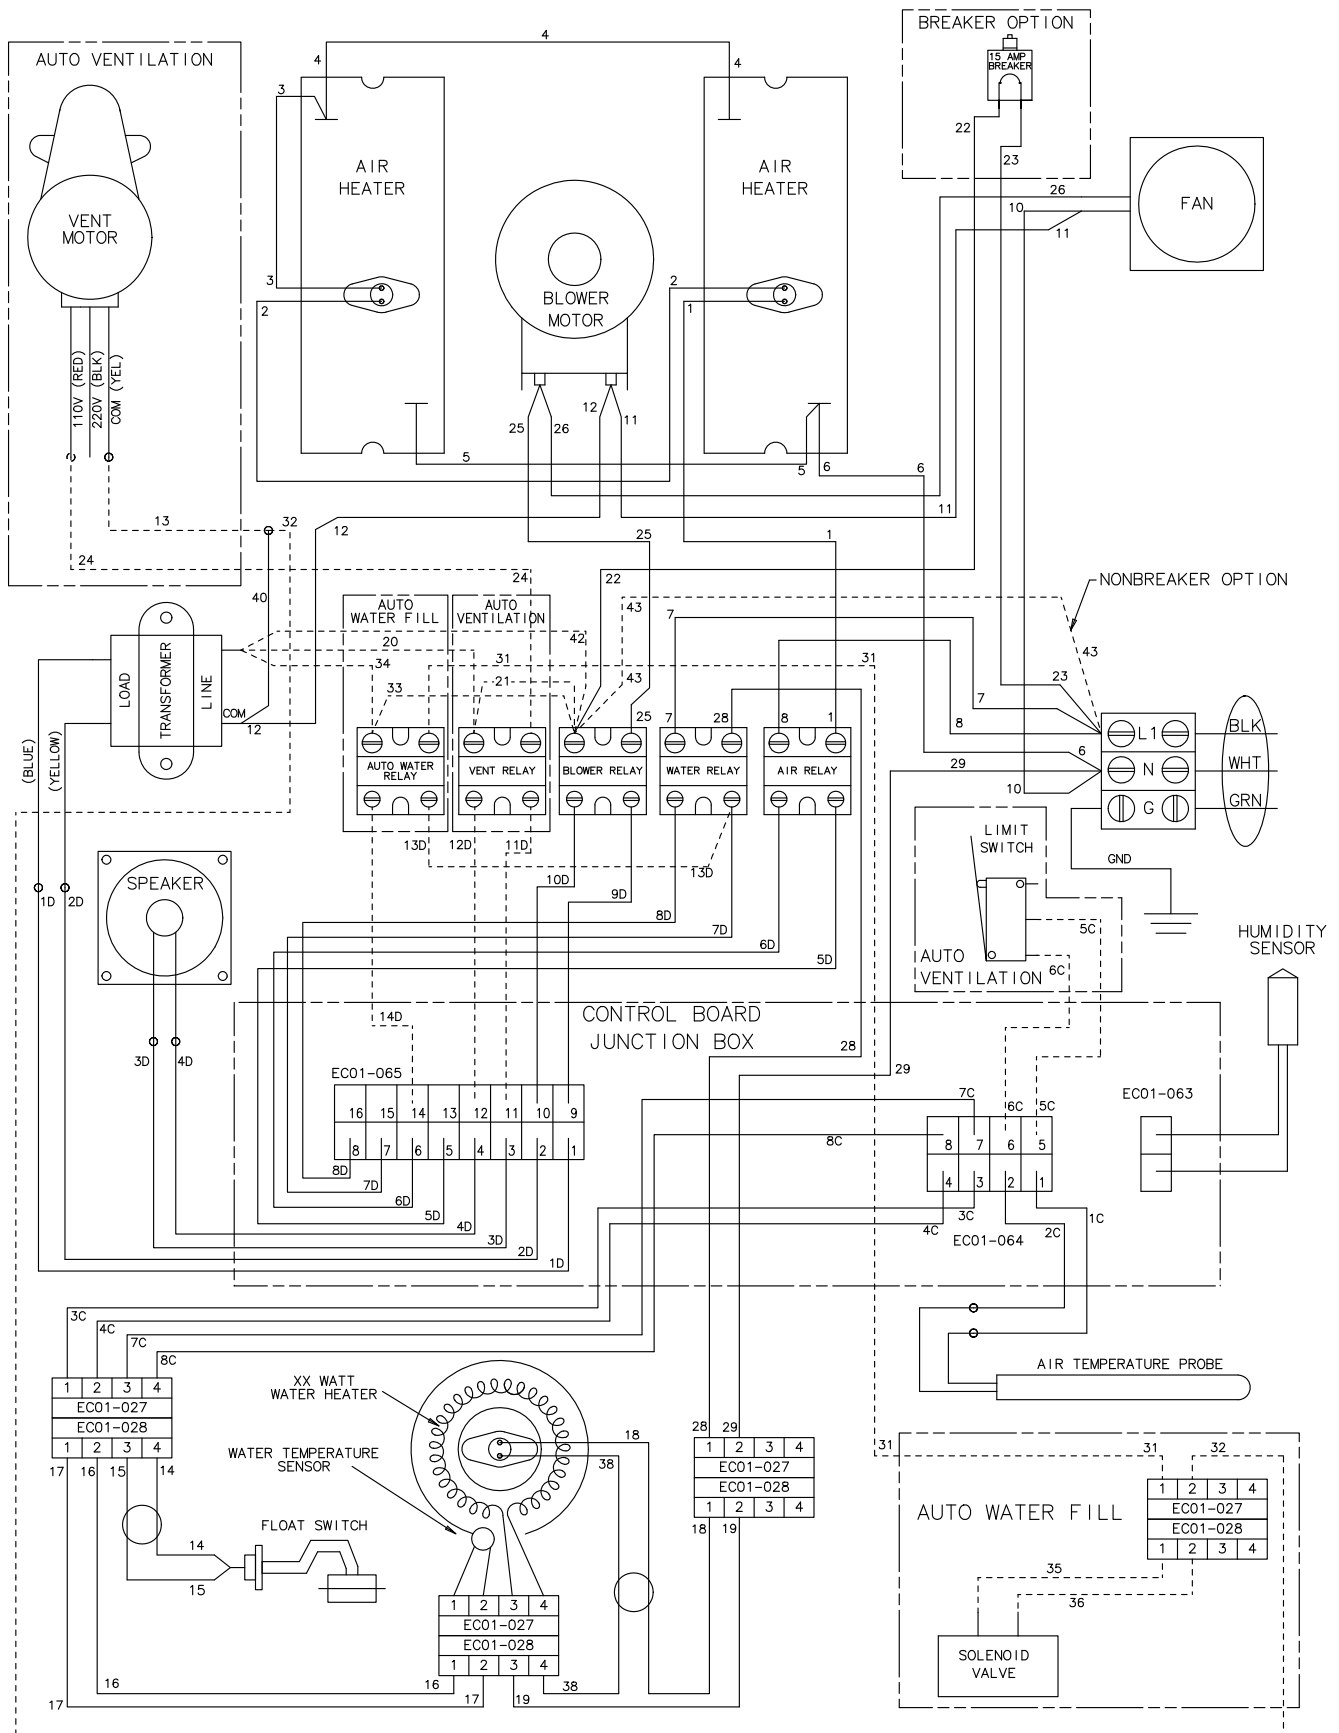 BREAKER OPTION
15 AMP
BREAKER
22
23
AUTO VENTILATION
VENT
MOTOR
110V (RED)
220V (BLK)
COM (YEL)
13
32
24
4
4
4
3
3
2
AIR
HEATER
AIR
HEATER
BLOWER
MOTOR
2
1
12
11
25
26
5
5
6
6
FAN
26
10
11
11
12
25
1
24
22
43
7
NONBREAKER OPTION
43
40
AUTO
WATER FILL
AUTO
VENTILATION
42
20
34
31
31
33
21
43
23
7
8
LOAD
TRANSFORMER
LINE
COM
12
25
7
28
8
1
AUTO WATER
RELAY
VENT RELAY
BLOWER RELAY
WATER RELAY
AIR RELAY
6
29
10
L1
N
G
BLK
WHT
GRN
(BLUE)
(YELLOW)
13D
12D
11D
13D
10D
9D
8D
7D
6D
5D
GND
LIMIT
SWITCH
5C
6C
AUTO
VENTILATION
HUMIDITY
SENSOR
SPEAKER
1D
2D
3D
4D
CONTROL BOARD
JUNCTION BOX
14D
28
29
EC01-065
16
15
14
13
12
11
10
9
8
7
6
5
4
3
2
1
8D
7D
6D
5D
4D
3D
2D
1D
7C
8C
6C
5C
EC01-063
8
7
6
5
4
3
2
1
4C
3C
2C
1C
EC01-064
3C
4C
7C
8C
1 2 3 4
EC01-027
EC01-028
1 2 3 4
17
16
15
14
XX WATT
WATER HEATER
WATER TEMPERATURE
SENSOR
18
38
28
29
1 2 3 4
EC01-027
EC01-028
1 2 3 4
18
19
AIR TEMPERATURE PROBE
FLOAT SWITCH
14
15
1 2 3 4
EC01-027
EC01-028
1 2 3 4
16
16
17
17
19
38
31
31
32
AUTO WATER FILL
1 2 3 4
EC01-027
EC01-028
1 2 3 4
35
36
SOLENOID
VALVE